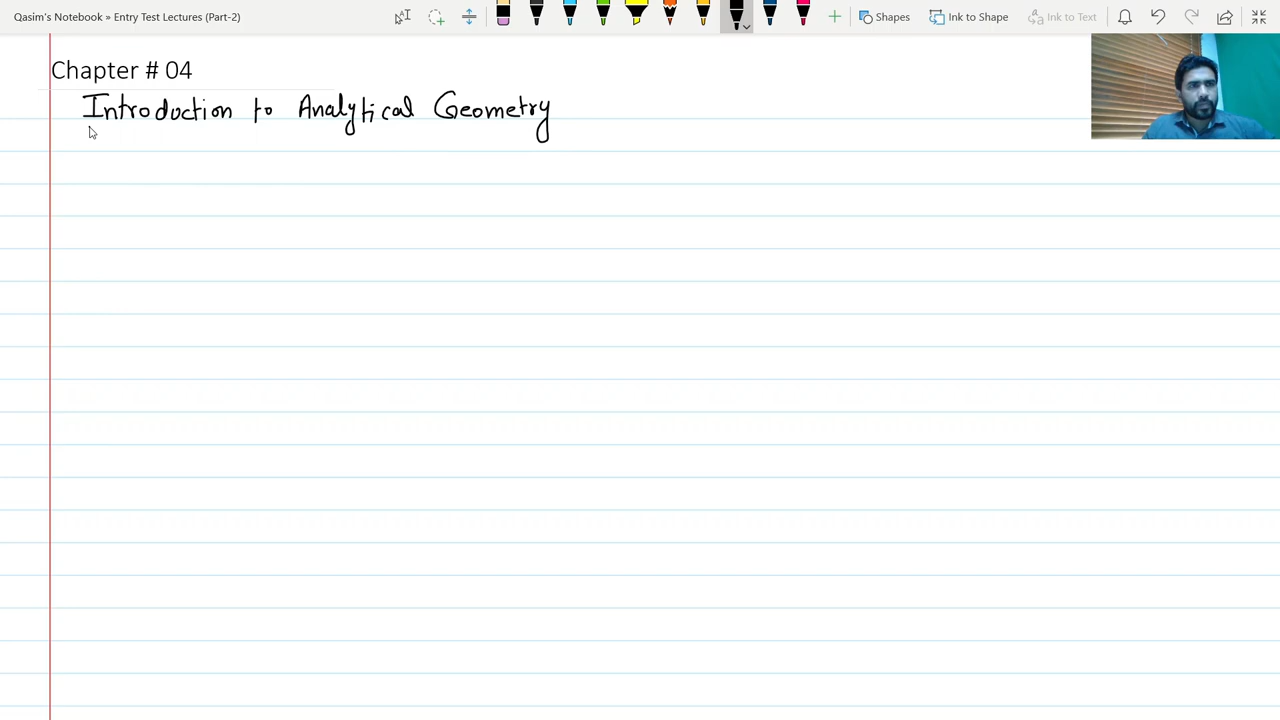 Qasim's Notebook » Entry Test Lectures (Part-2)
Shapes
Ink to Shape
Ink to Text
Chapter # 04
Introduction to Analytical Geometry